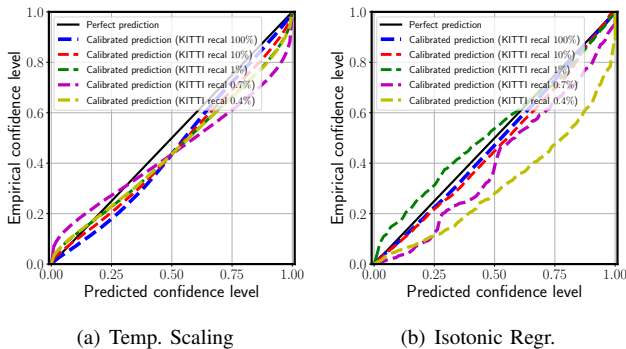 1.0
0.8
0.6
0.4
0.2
0.0
0.00
0.25
0.50
0.75
1.00
Empirical confidence level
Predicted confidence level
Perfect prediction
Calibrated prediction (KITTI recal 100%)
Calibrated prediction (KITTI recal 10%)
Calibrated prediction (KITTI recal 1%)
Calibrated prediction (KITTI recal 0.7%)
Calibrated prediction (KITTI recal 0.4%)
(a) Temp. Scaling
1.0
0.8
0.6
0.4
0.2
0.0
0.00
0.25
0.50
0.75
1.00
Empirical confidence level
Predicted confidence level
Perfect prediction
Calibrated prediction (KITTI recal 100%)
Calibrated prediction (KITTI recal 10%)
Calibrated prediction (KITTI recal 1%)
Calibrated prediction (KITTI recal 0.7%)
Calibrated prediction (KITTI recal 0.4%)
(b) Isotonic Regr.